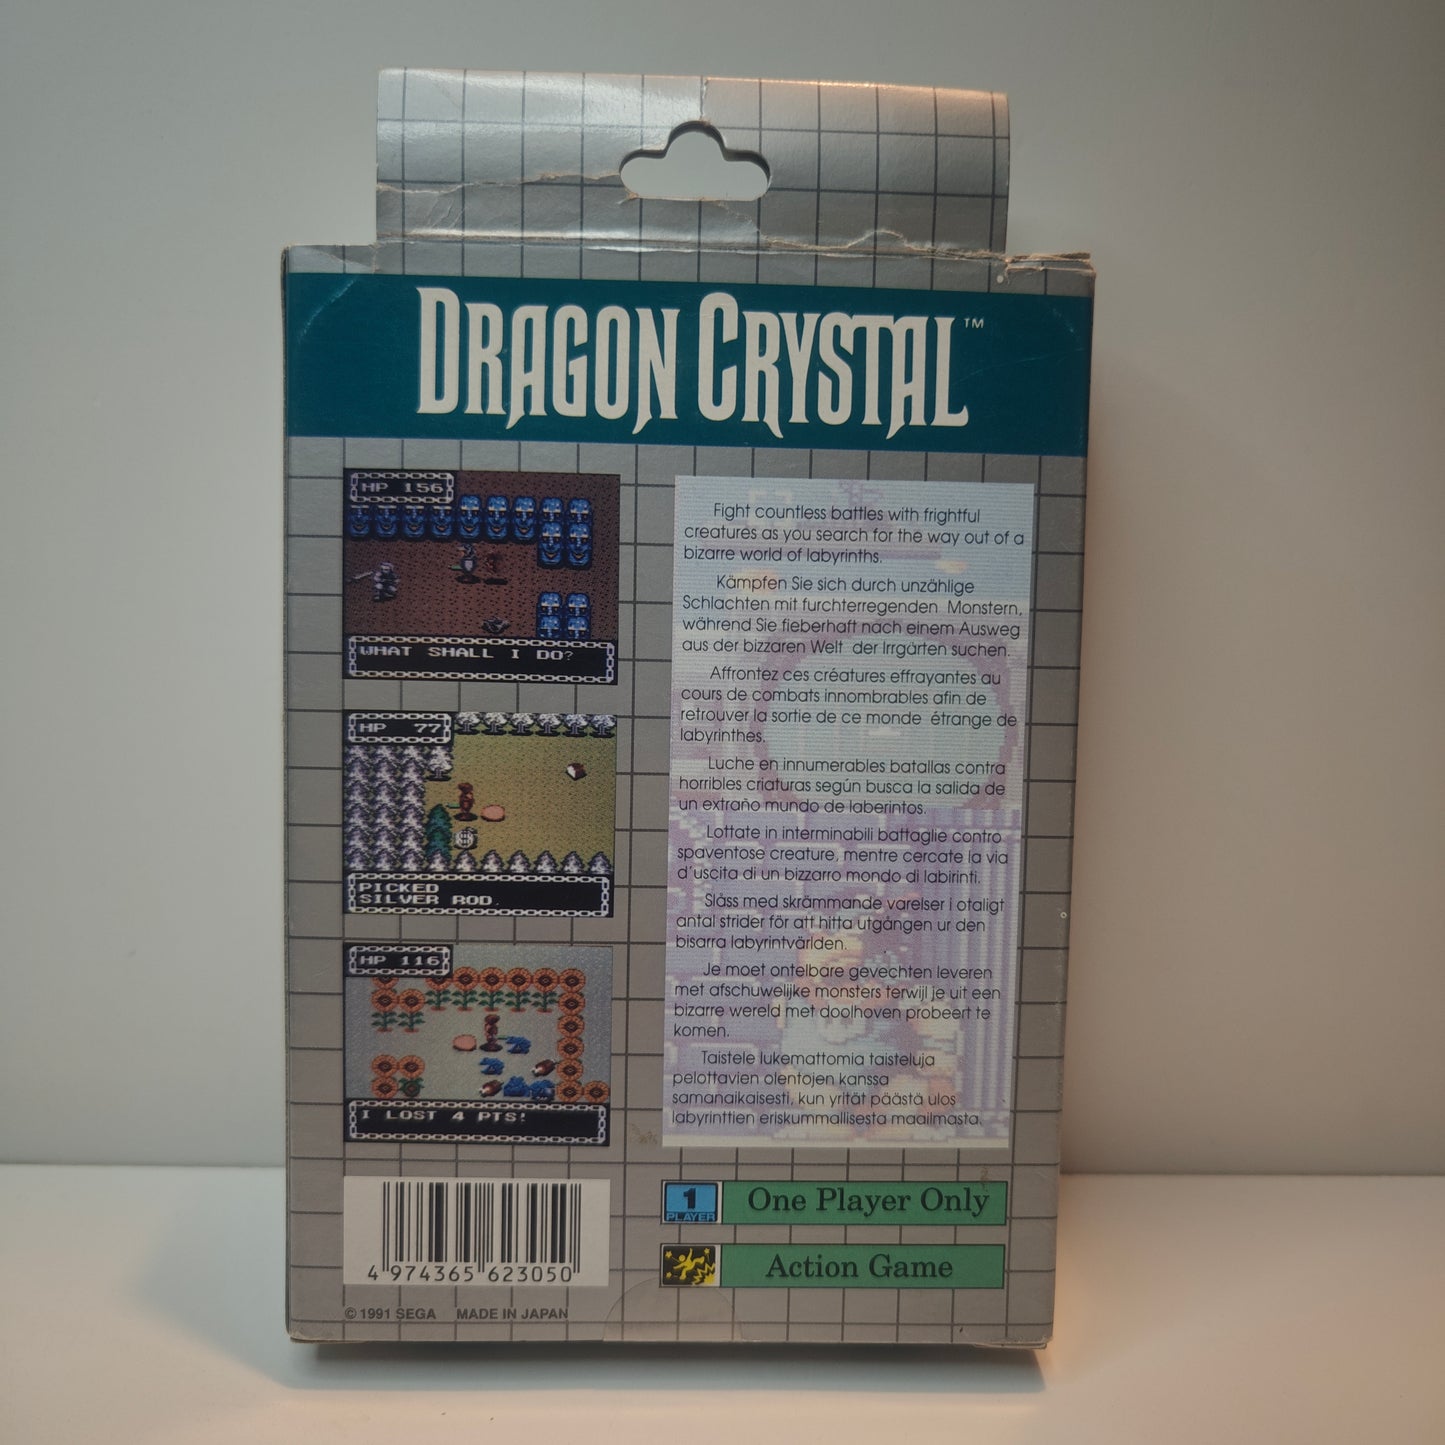 DRAGON CRYSTAL™
HP 156
WHAT SHALL I DO?
HP 77
PICKED
SILVER ROD.
HP 116
I LOST 4 PTS!
Fight countless battles with frightful
creatures as you search for the way out of a
bizarre world of labyrinths.
Kämpfen Sie sich durch unzählige
Schlachten mit furchterregenden Monstern,
während Sie fieberhaft nach einem Ausweg
aus der bizzaren Welt der Irrgärten suchen.
Affrontez ces créatures effrayantes au
cours de combats innombrables afin de
retrouver la sortie de ce monde étrange de
labyrinthes.
Luche en innumerables batallas contra
horribles criaturas según busca la salida de
un extraño mundo de laberintos.
Lottate in interminabili battaglie contro
spaventose creature, mentre cercate la via
d'uscita di un bizzarro mondo di labirinti.
Slåss med skrämmande varelser i otaligt
antal strider för att hitta utgången ur den
bisarra labyrintvärlden.
Je moet ontelbare gevechten leveren
met afschuwelijke monsters terwijl je uit een
bizarre wereld met doolhoven probeert te
komen.
Taistele lukemattomia taisteluja
pelottavien olentojen kanssa
samanaikaisesti, kun yrität päästä ulos
labyrinttien eriskummallisesta maailmasta.
1
PLAYER
One Player Only
Action Game
4 974365 623050
© 1991 SEGA MADE IN JAPAN